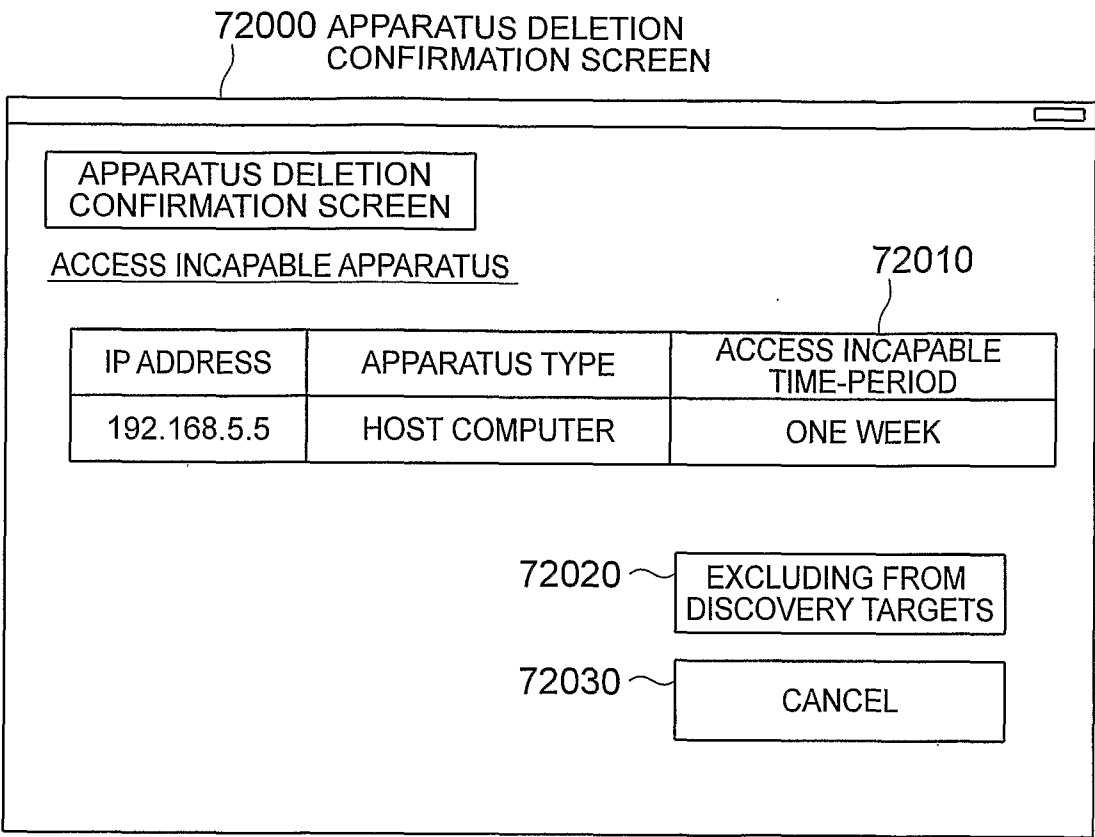 72000 APPARATUS DELETION
CONFIRMATION SCREEN
APPARATUS DELETION
CONFIRMATION SCREEN
ACCESS INCAPABLE APPARATUS
72010
IP ADDRESS
APPARATUS TYPE
ACCESS INCAPABLE
TIME-PERIOD
192.168.5.5
HOST COMPUTER
ONE WEEK
72020
EXCLUDING FROM
DISCOVERY TARGETS
72030
CANCEL